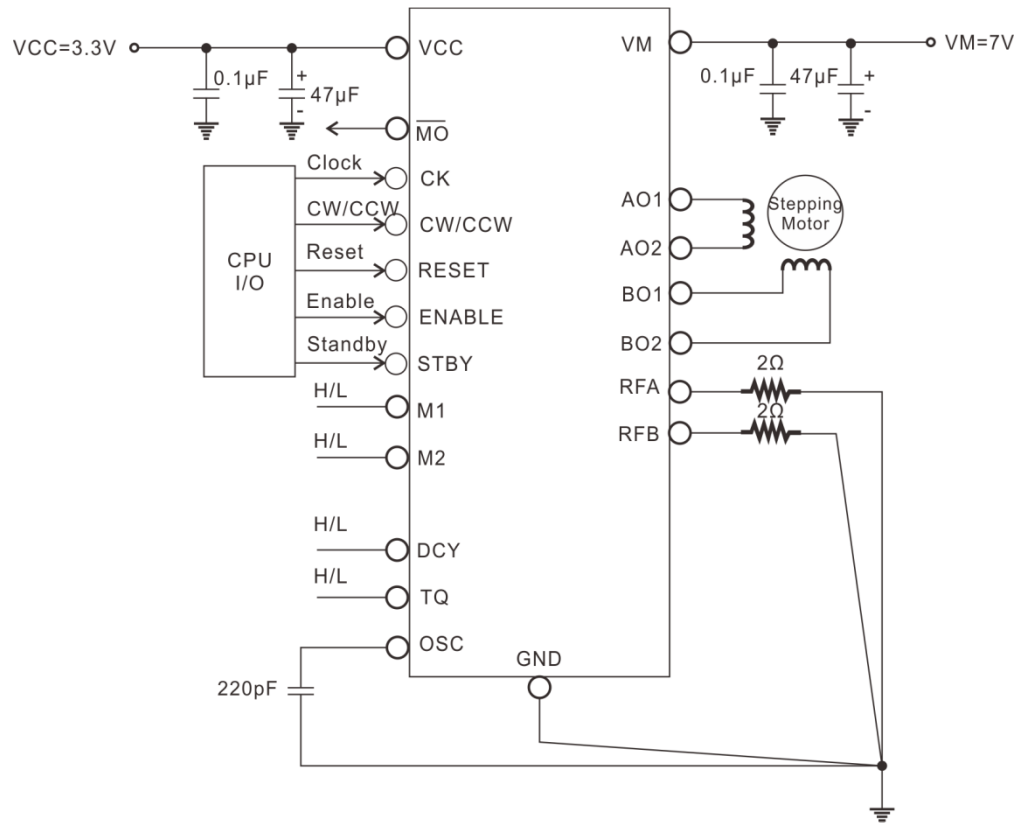 VCC=3.3V
VCC
VM
VM=7V
0.1μF
+
47μF
-
0.1μF
47μF
+
-
MO
Clock
CK
CW/CCW
CW/CCW
Reset
RESET
CPU
I/O
Enable
ENABLE
Standby
STBY
H/L
M1
H/L
M2
H/L
DCY
H/L
TQ
OSC
220pF
GND
AO1
AO2
Stepping
Motor
BO1
BO2
2Ω
RFA
2Ω
RFB